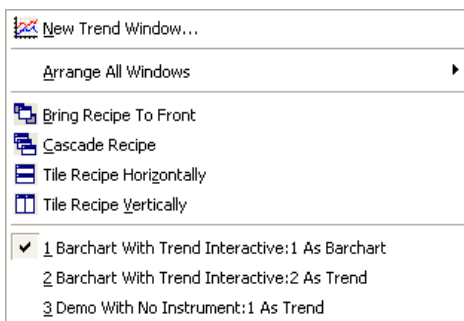 New Trend Window...
Arrange All Windows
Bring Recipe To Front
Cascade Recipe
Tile Recipe Horizontally
Tile Recipe Vertically
1 Barchart With Trend Interactive:1 As Barchart
2 Barchart With Trend Interactive:2 As Trend
3 Demo With No Instrument:1 As Trend